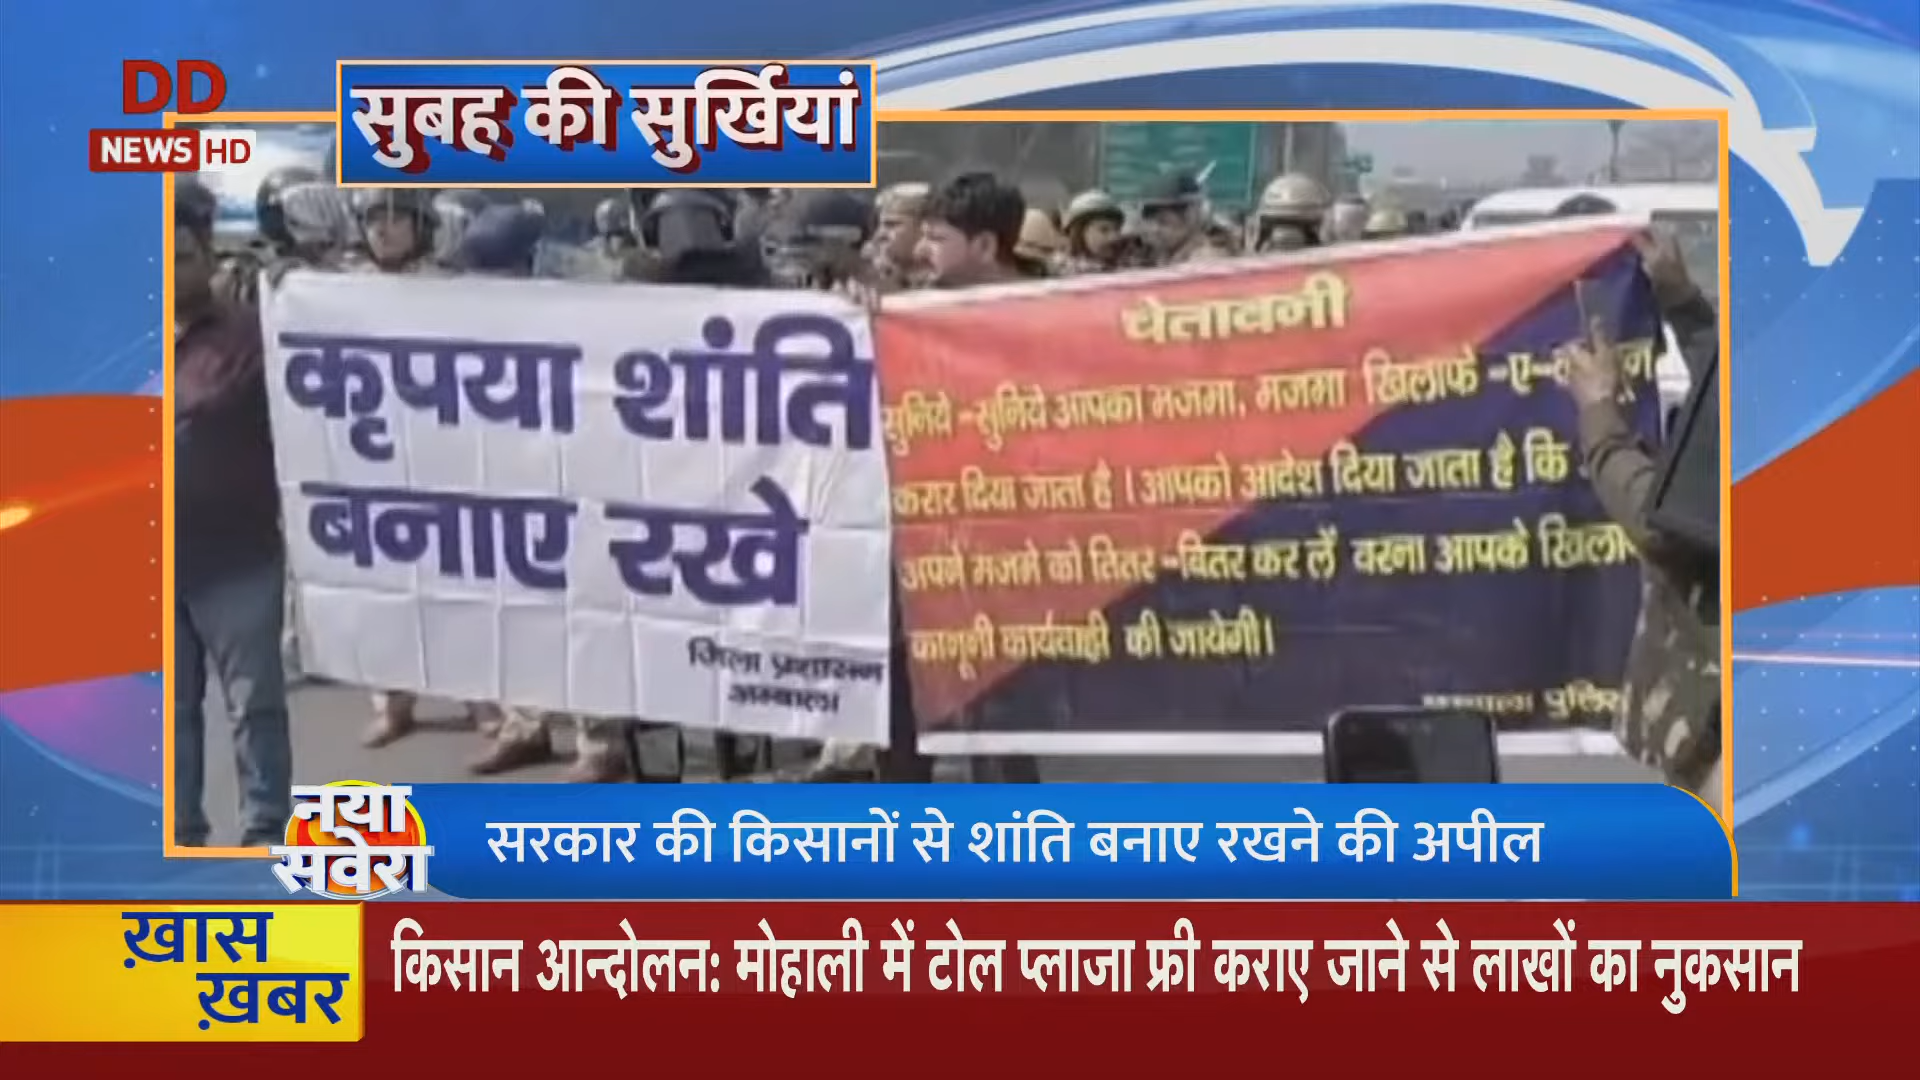 DD
NEWS HD
सुबह की सुर्खियां
कृपया शांति
बनाए रखे
जिला प्रशासन
अम्बाला
चेतावनी
सुनिये -सुनिये आपका मजमा, मजमा खिलाफे -ए-
करार दिया जाता है । आपको आदेश दिया जाता है कि
अपने मजमे को तितर -बितर कर लें वरना आपके
कानूनी कार्यवाही की जायेगी।
नया
सवेरा
सरकार की किसानों से शांति बनाए रखने की अपील
ख़ास
ख़बर
किसान आन्दोलन: मोहाली में टोल प्लाजा फ्री कराए जाने से लाखों का नुकसान